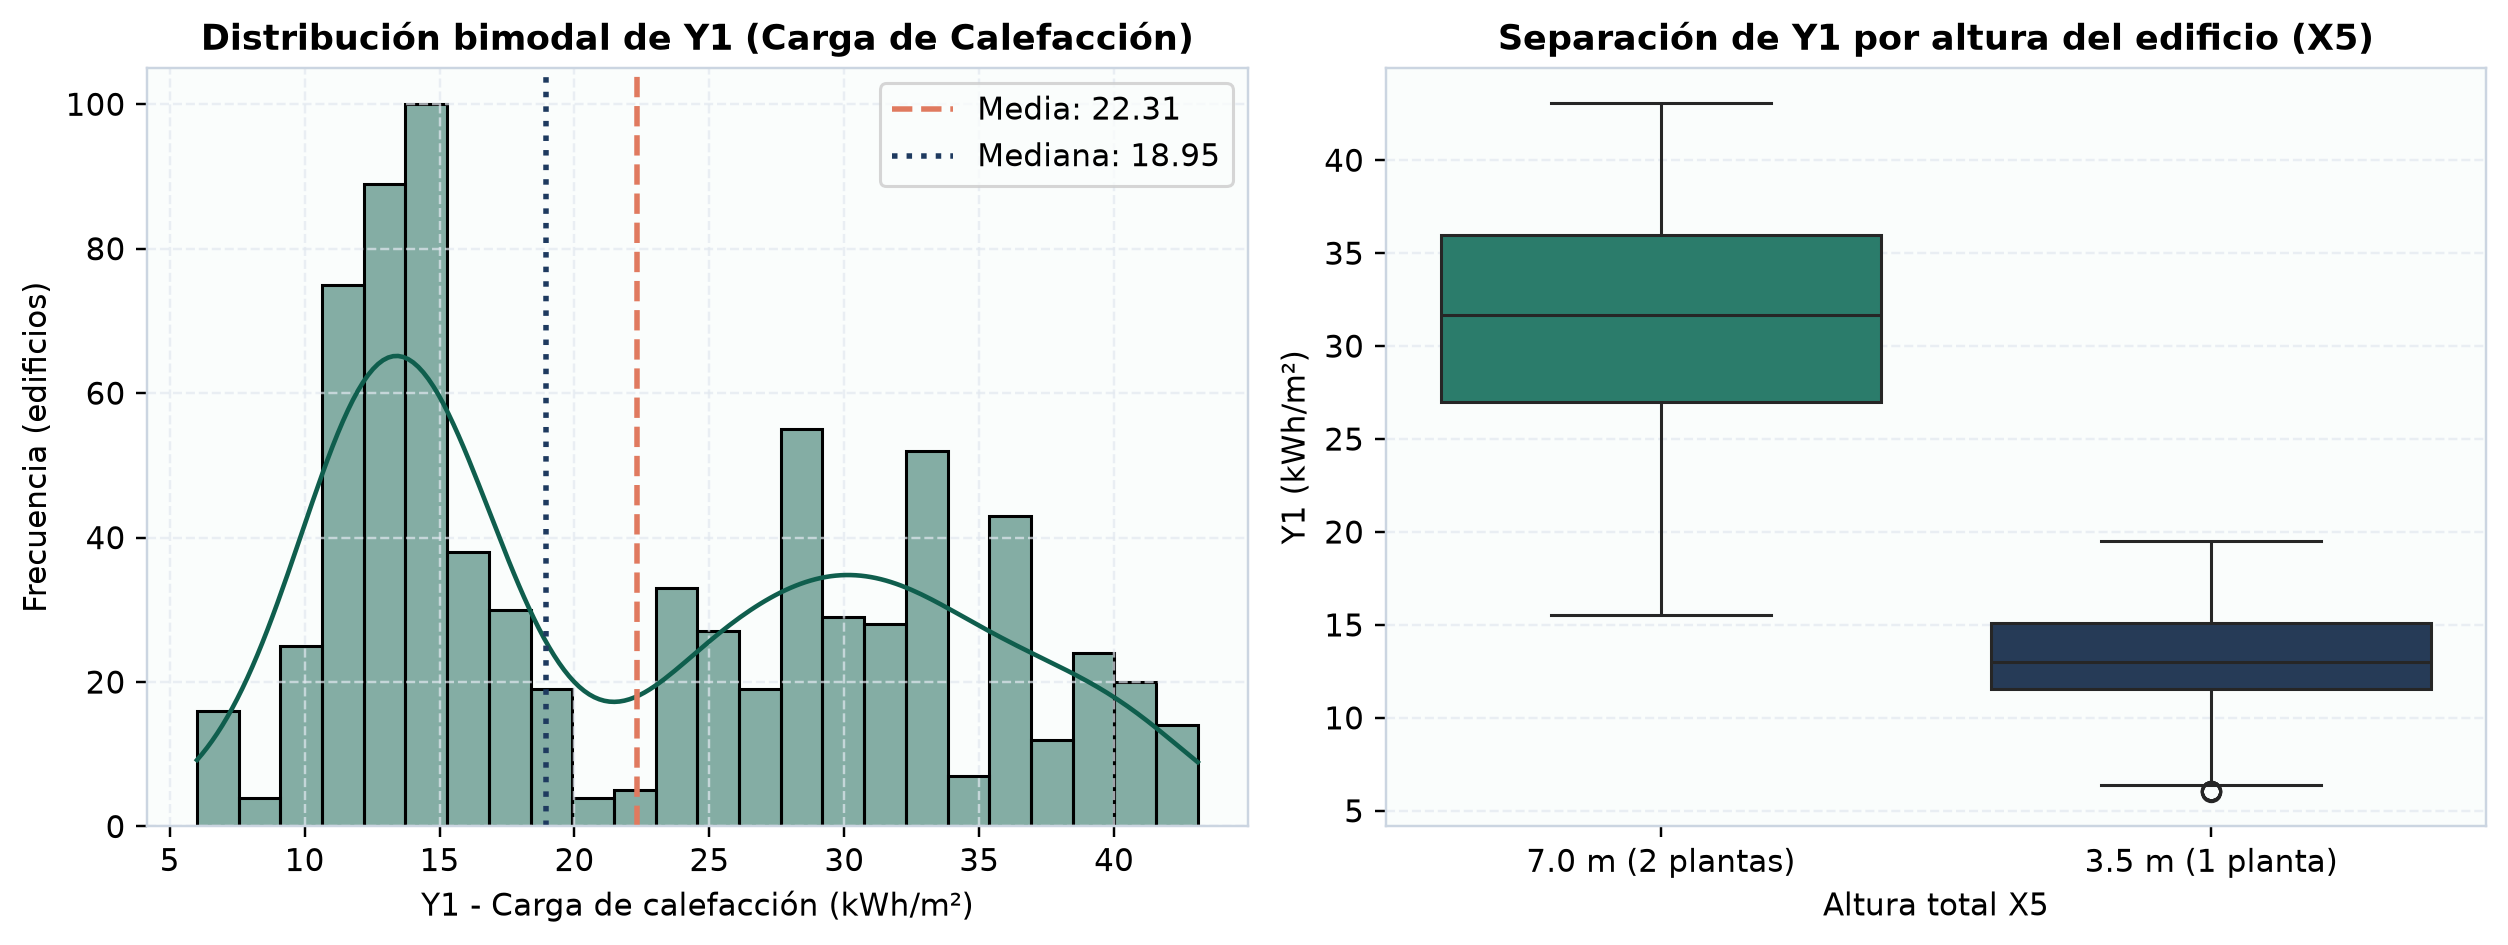 Distribución bimodal de Y1 (Carga de Calefacción)
Media: 22.31
Mediana: 18.95
Frecuencia (edificios)
100
80
60
40
20
0
5 10 15 20 25 30 35 40
Y1 - Carga de calefacción (kWh/m²)
Separación de Y1 por altura del edificio (X5)
Y1 (kWh/m²)
40
35
30
25
20
15
10
5
7.0 m (2 plantas) 3.5 m (1 planta)
Altura total X5